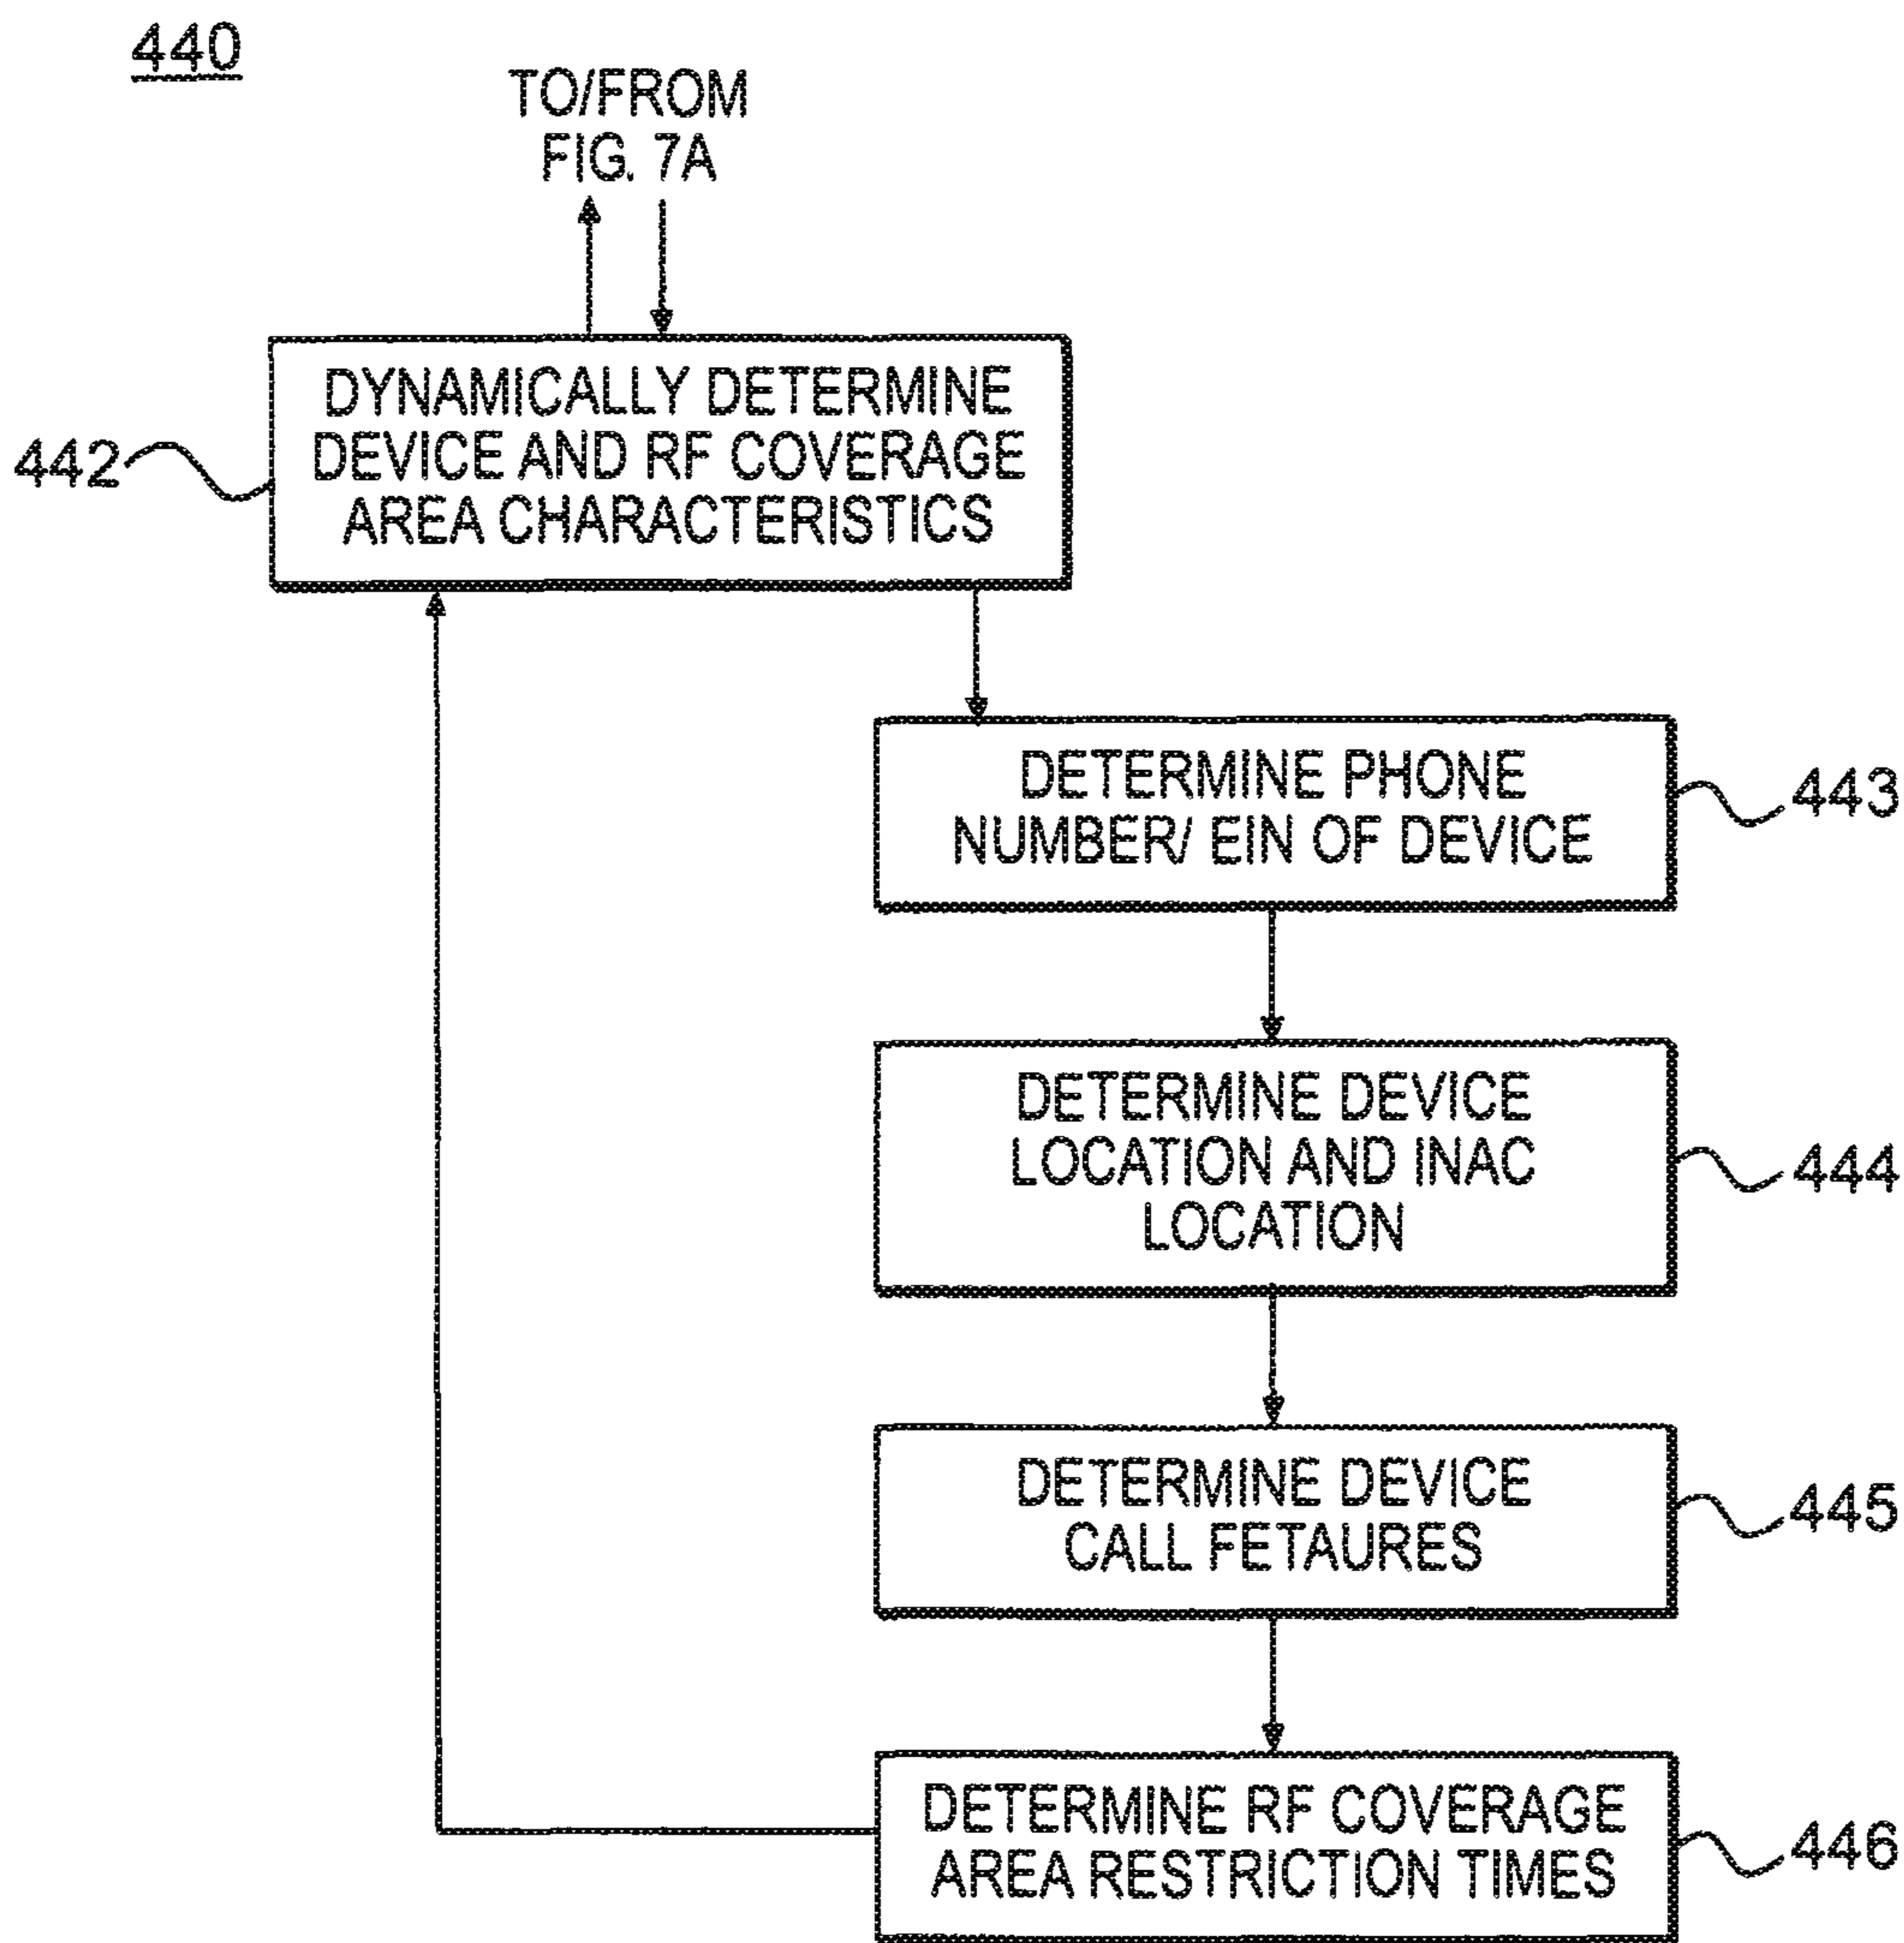 440
TO/FROM
FIG. 7A
DYNAMICALLY DETERMINE
DEVICE AND RF COVERAGE
AREA CHARACTERISTICS
442
DETERMINE PHONE
NUMBER/ EIN OF DEVICE
443
DETERMINE DEVICE
LOCATION AND INAC
LOCATION
444
DETERMINE DEVICE
CALL FETAURES
445
DETERMINE RF COVERAGE
AREA RESTRICTION TIMES
446